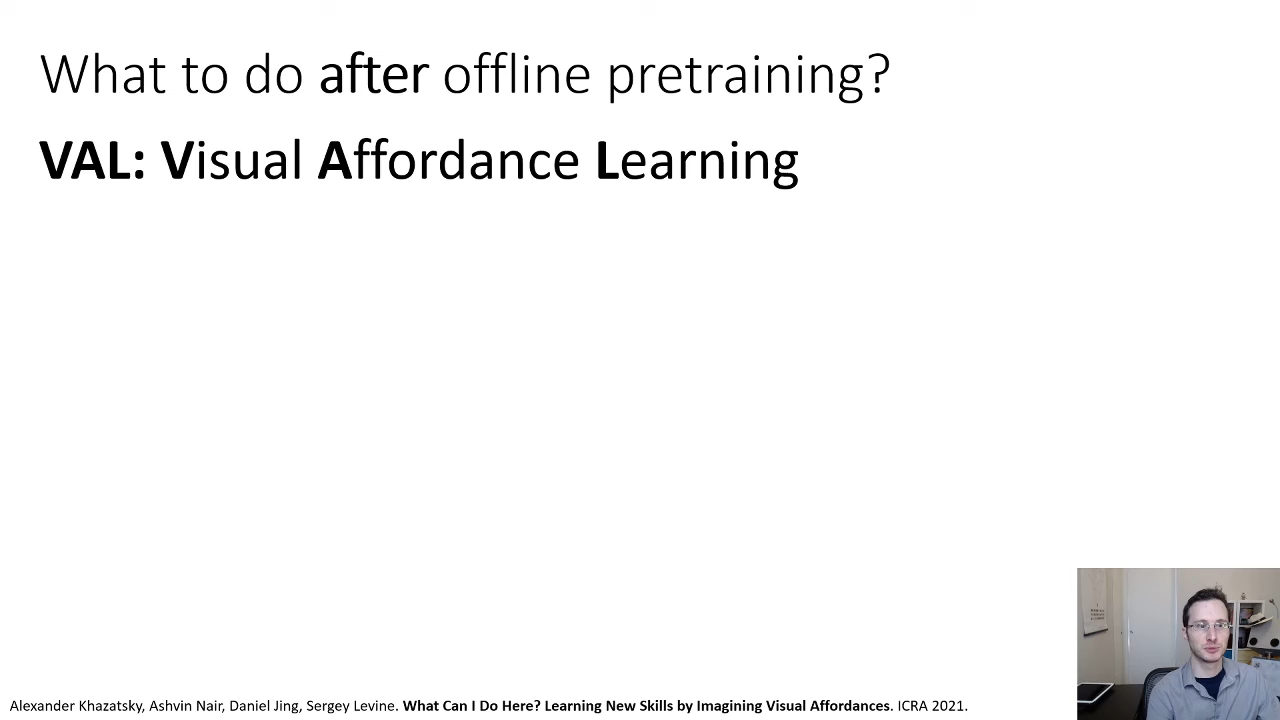 What to do after offline pretraining?
VAL: Visual Affordance Learning
Alexander Khazatsky, Ashvin Nair, Daniel Jing, Sergey Levine. What Can I Do Here? Learning New Skills by Imagining Visual Affordances. ICRA 2021.